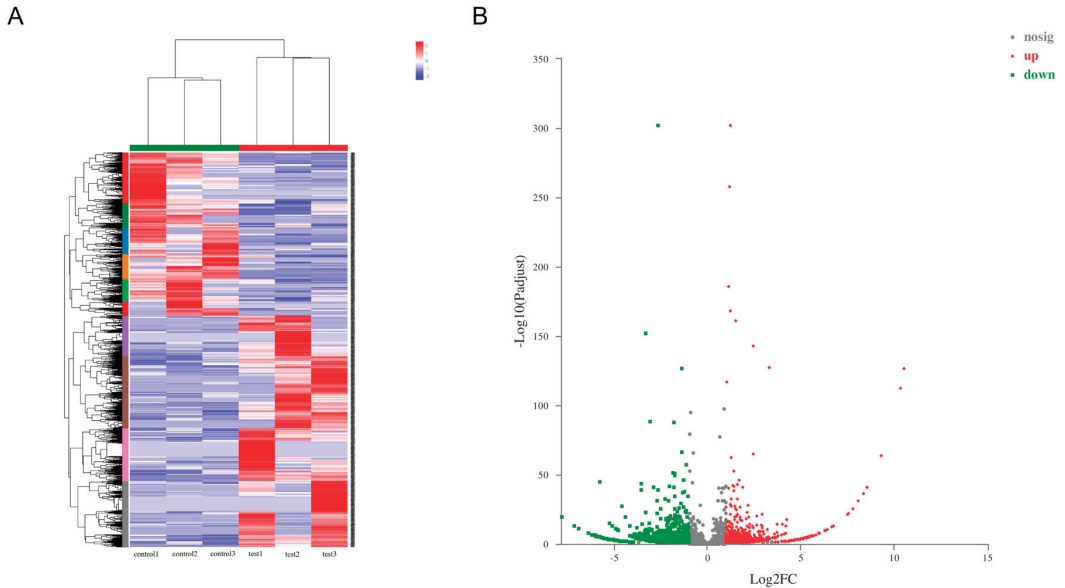 A
B
nosig
up
down
350
300
250
200
150
100
50
0
-Log10(Padjust)
-5
0
5
10
15
Log2FC
control1
control2
control3
test1
test2
test3